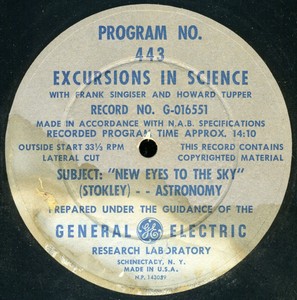 PROGRAM NO.
443
EXCURSIONS IN SCIENCE
WITH FRANK SINGISER AND HOWARD TUPPER
RECORD NO. G-016551
MADE IN ACCORDANCE WITH N.A.B. SPECIFICATIONS
RECORDED PROGRAM TIME APPROX. 14:10
OUTSIDE START 33⅓ RPM THIS RECORD CONTAINS
LATERAL CUT COPYRIGHTED MATERIAL
SUBJECT: "NEW EYES TO THE SKY"
(STOKLEY) - - ASTRONOMY
PREPARED UNDER THE GUIDANCE OF THE
GENERAL GE ELECTRIC
RESEARCH LABORATORY
SCHENECTADY, N. Y.
MADE IN U.S.A.